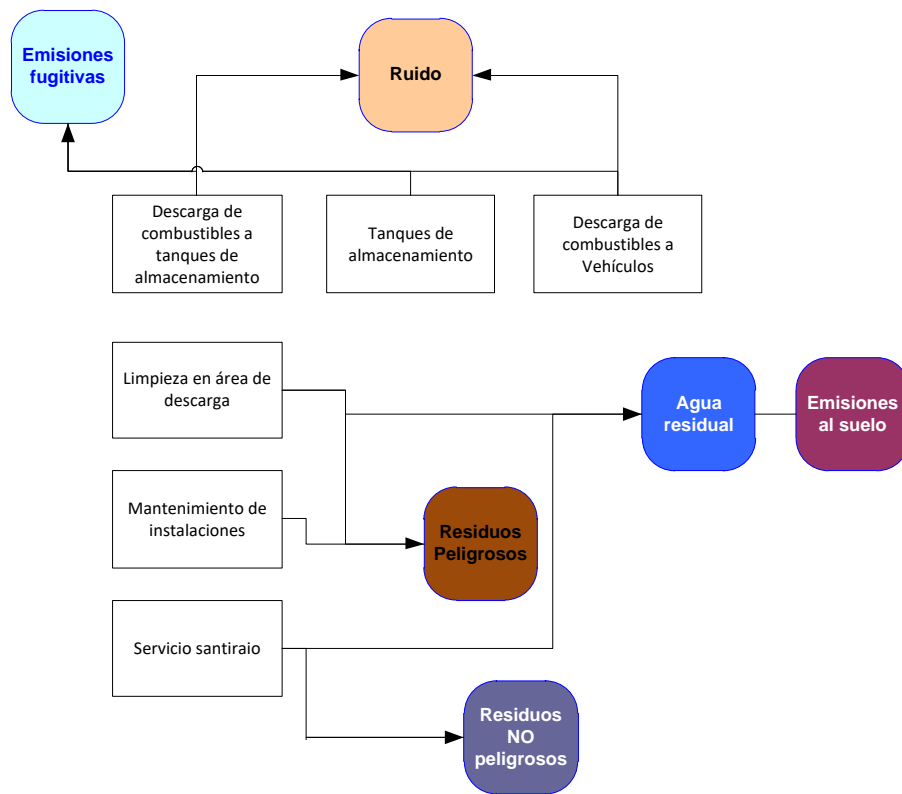 Emisiones
fugitivas
Ruido
Descarga de
combustibles a
tanques de
almacenamiento
Tanques de
almacenamiento
Descarga de
combustibles a
Vehículos
Limpieza en área de
descarga
Agua
residual
Emisiones
al suelo
Mantenimiento de
instalaciones
Residuos
Peligrosos
Servicio santiraio
Residuos
NO
peligrosos